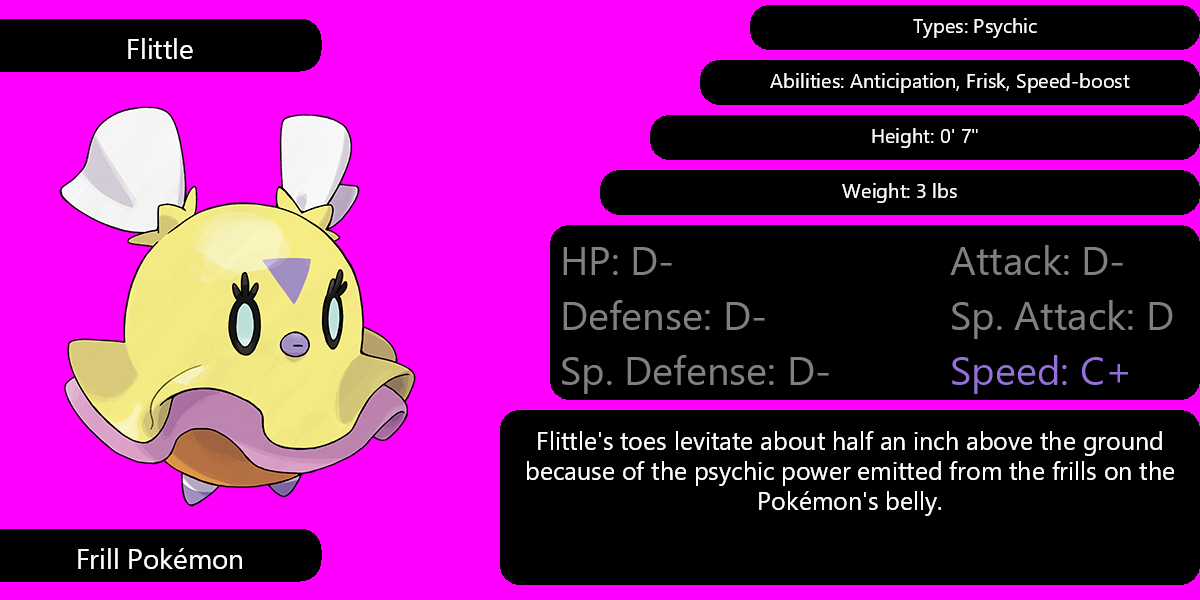 Flittle
Types: Psychic
Abilities: Anticipation, Frisk, Speed-boost
Height: 0' 7"
Weight: 3 lbs
HP: D-
Attack: D-
Defense: D-
Sp. Attack: D
Sp. Defense: D-
Speed: C+
Flittle's toes levitate about half an inch above the ground
because of the psychic power emitted from the frills on the
Pokémon's belly.
Frill Pokémon